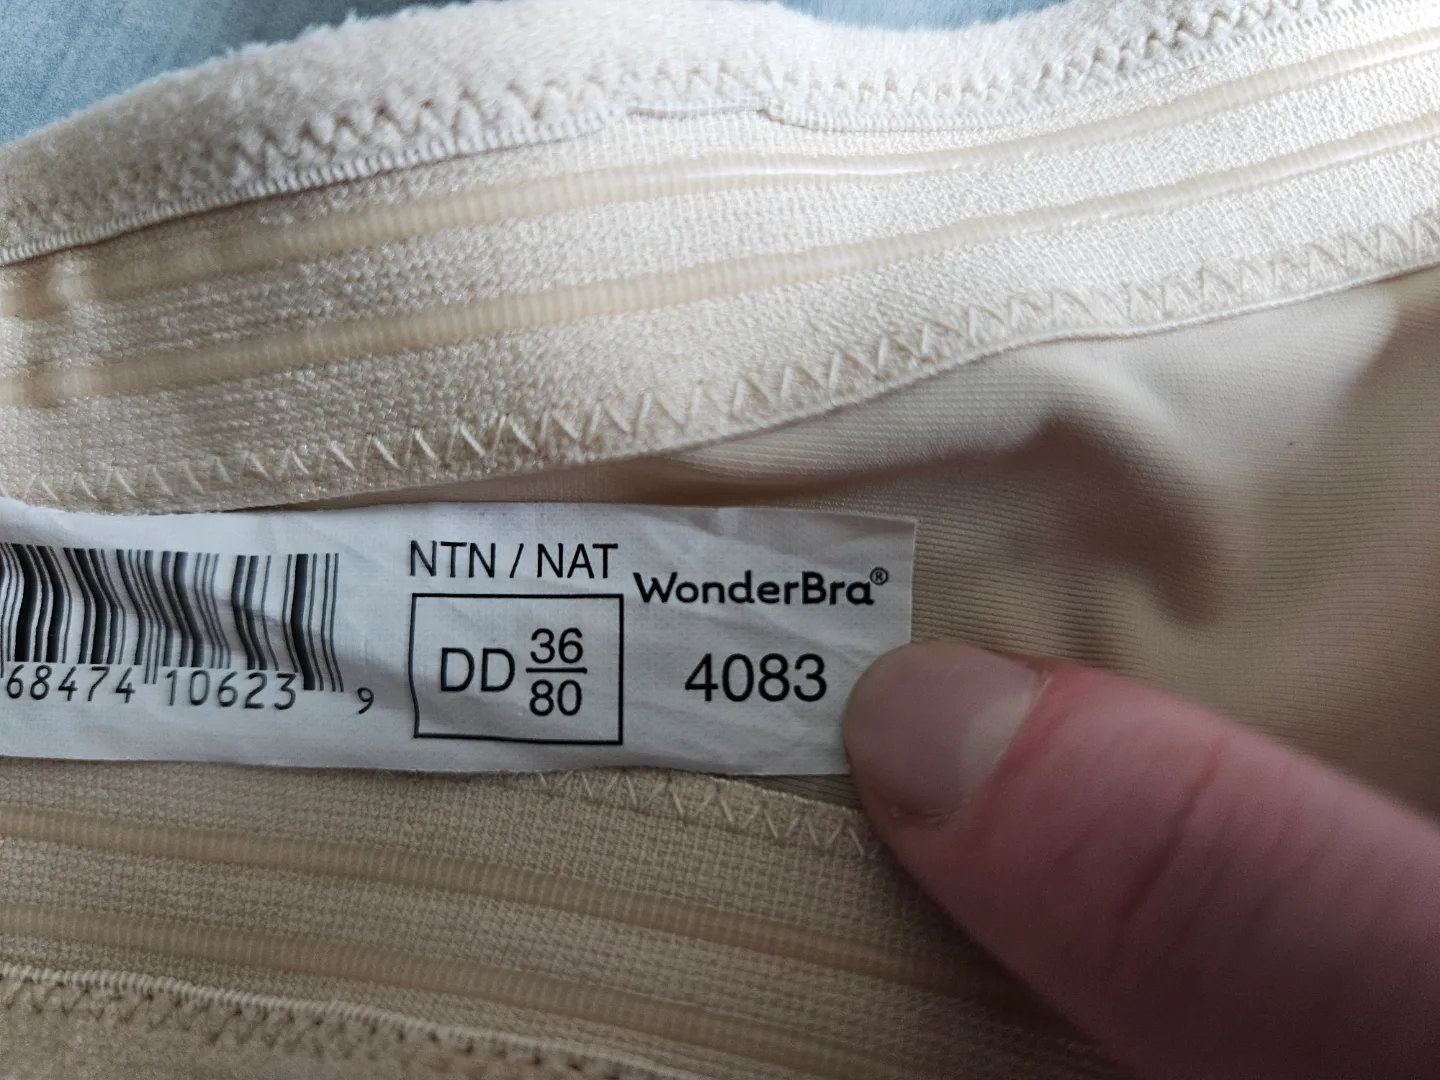 NTN / NAT
WonderBra®
DD 36/80
4083
68474 10623 9